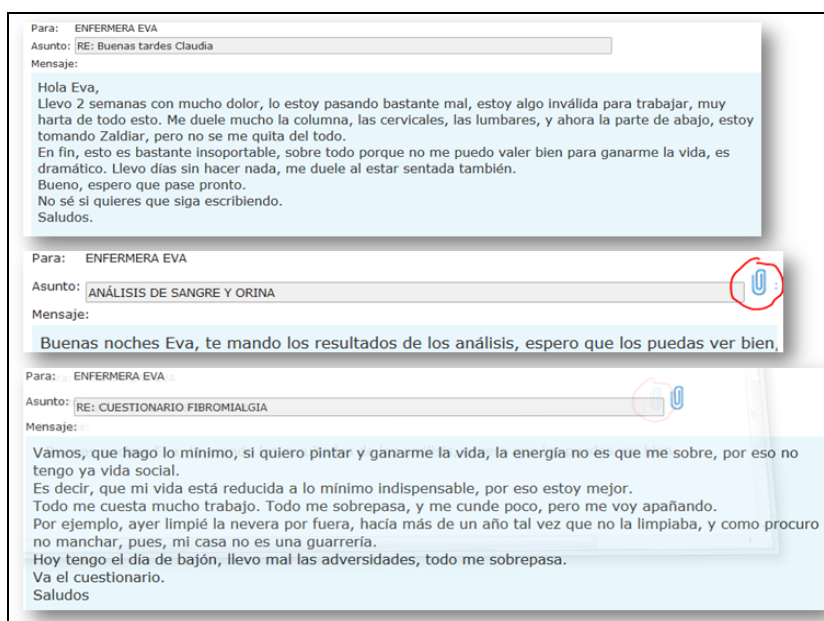 Para: ENFERMERA EVA
Asunto: RE: Buenas tardes Claudia
Mensaje:
Hola Eva,
Llevo 2 semanas con mucho dolor, lo estoy pasando bastante mal, estoy algo inválida para trabajar, muy
harta de todo esto. Me duele mucho la columna, las cervicales, las lumbares, y ahora la parte de abajo, estoy
tomando Zaldiar, pero no se me quita del todo.
En fin, esto es bastante insoportable, sobre todo porque no me puedo valer bien para ganarme la vida, es
dramático. Llevo días sin hacer nada, me duele al estar sentada también.
Bueno, espero que pase pronto.
No sé si quieres que siga escribiendo.
Saludos.
Para: ENFERMERA EVA
Asunto: ANÁLISIS DE SANGRE Y ORINA
Mensaje:
Buenas noches Eva, te mando los resultados de los análisis, espero que los puedas ver bien,
Para: ENFERMERA EVA
Asunto: RE: CUESTIONARIO FIBROMIALGIA
Mensaje:
Vamos, que hago lo mínimo, si quiero pintar y ganarme la vida, la energía no es que me sobre, por eso no
tengo ya vida social.
Es decir, que mi vida está reducida a lo mínimo indispensable, por eso estoy mejor.
Todo me cuesta mucho trabajo. Todo me sobrepasa, y me cunde poco, pero me voy apañando.
Por ejemplo, ayer limpié la nevera por fuera, hacía más de un año tal vez que no la limpiaba, y como procuro
no manchar, pues, mi casa no es una guarrería.
Hoy tengo el día de bajón, llevo mal las adversidades, todo me sobrepasa.
Va el cuestionario.
Saludos